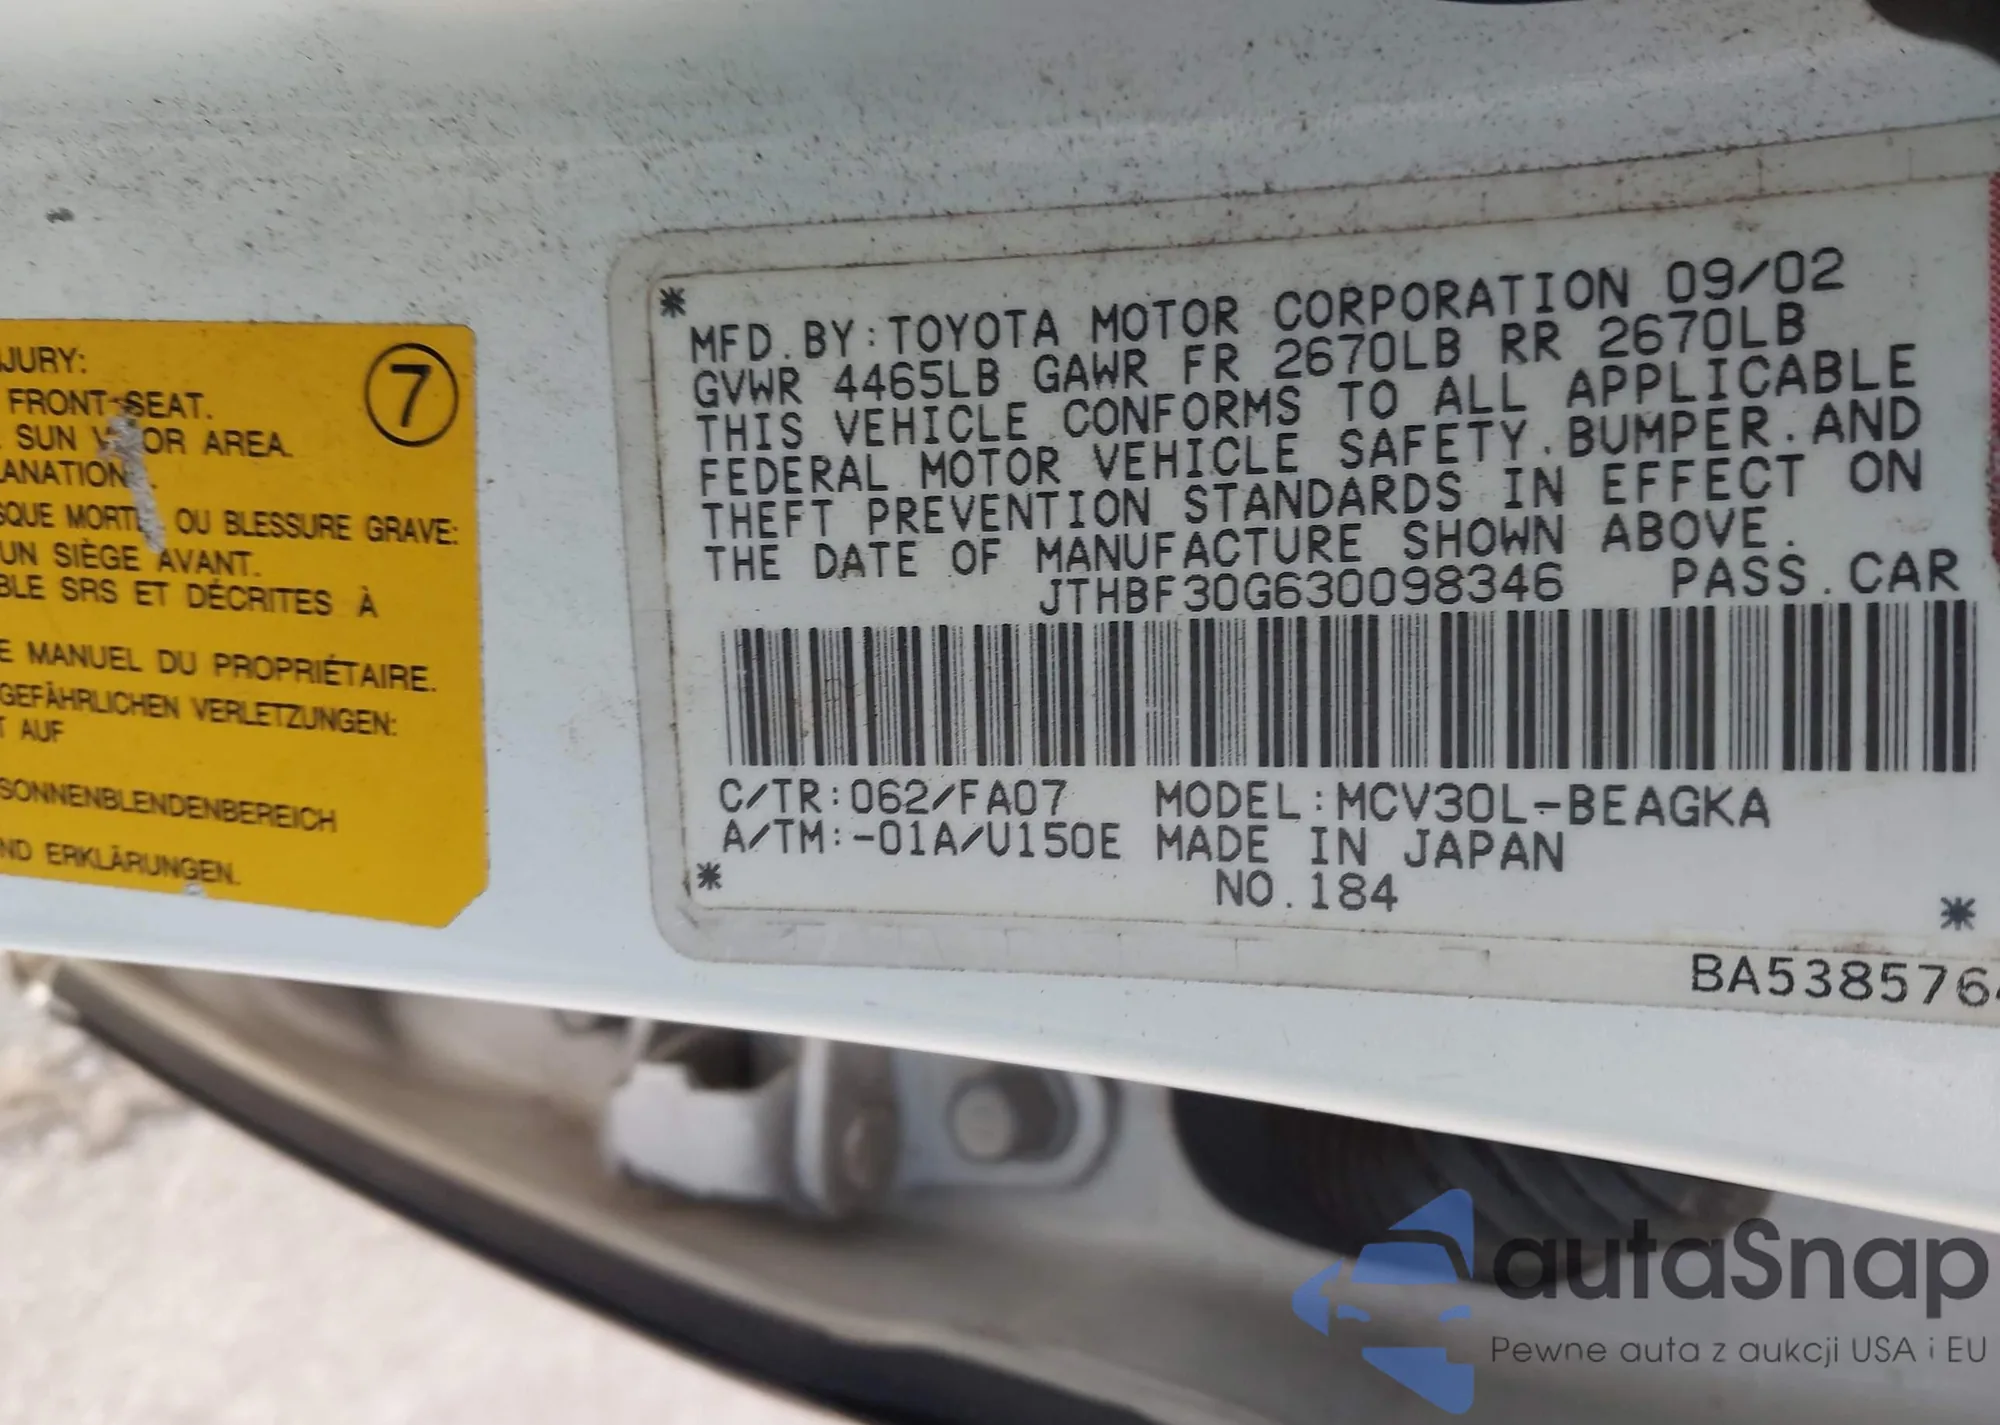 JURY:
7
FRONT SEAT.
SUN OR AREA.
LANATION
SQUE MORT OU BLESSURE GRAVE:
UN SIÈGE AVANT.
BLE SRS ET DÉCRITES À
E MANUEL DU PROPRIÉTAIRE.
GEFÄHRLICHEN VERLETZUNGEN:
T AUF
SONNENBLENDENBEREICH
ND ERKLÄRUNGEN.
*
MFD.BY:TOYOTA MOTOR CORPORATION 09/02
GVWR 4465LB GAWR FR 2670LB RR 2670LB
THIS VEHICLE CONFORMS TO ALL APPLICABLE
FEDERAL MOTOR VEHICLE SAFETY.BUMPER.AND
THEFT PREVENTION STANDARDS IN EFFECT ON
THE DATE OF MANUFACTURE SHOWN ABOVE.
JTHBF30G630098346 PASS.CAR
C/TR:062/FA07 MODEL:MCV30L-BEAGKA
A/TM:-01A/U150E MADE IN JAPAN
* NO.184 *
BA538576
autaSnap
Pewne auta z aukcji USA i EU